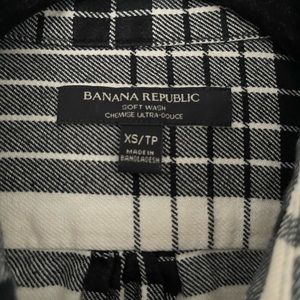 BANANA REPUBLIC
SOFT WASH
CHEMISE ULTRA-DOUCE
XS/TP
MADE IN
BANGLADESH